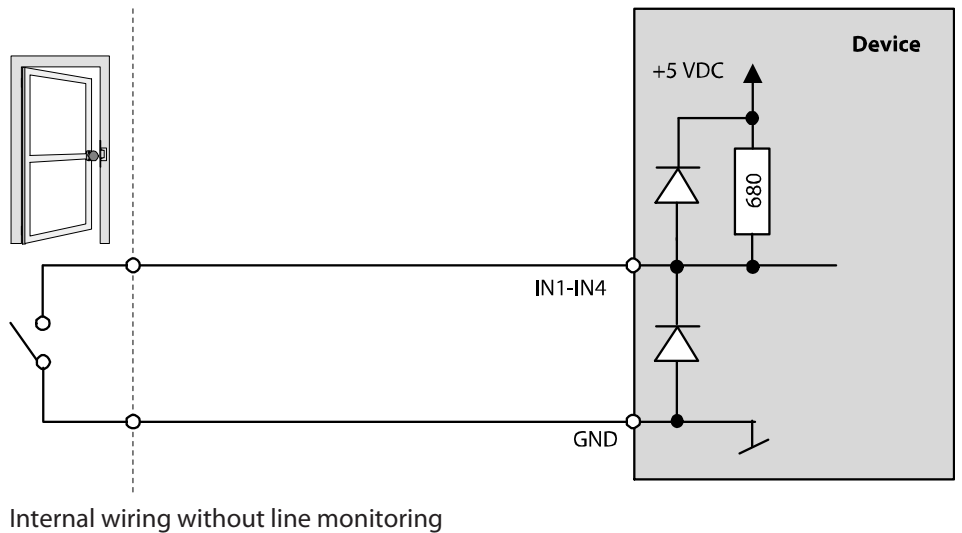 Device
+5 VDC
680
IN1-IN4
GND
Internal wiring without line monitoring